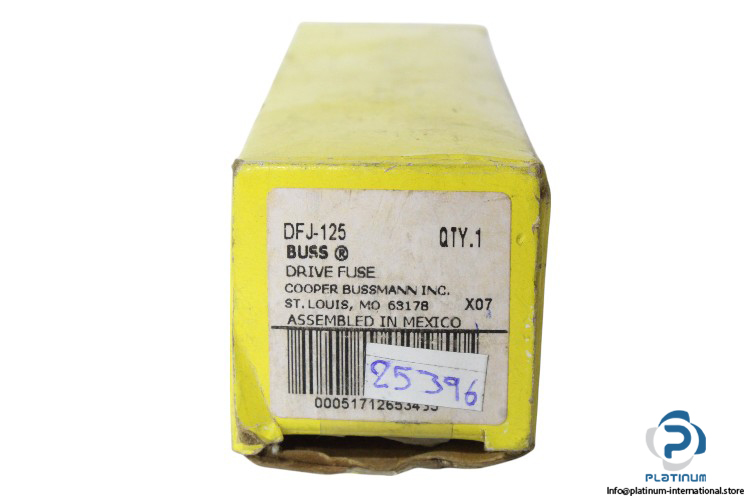 DFJ-125 QTY.1
BUSS ®
DRIVE FUSE
COOPER BUSSMANN INC.
ST. LOUIS, MO 63178 X07
ASSEMBLED IN MEXICO
25396
PLATINUM
Info@platinum-international.store